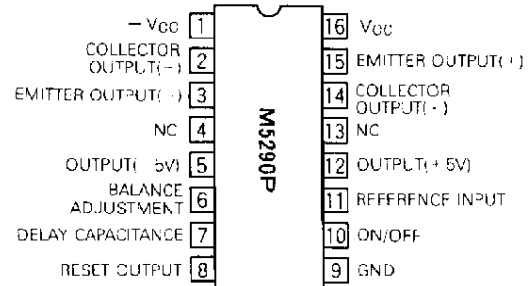 − VCC 1
COLLECTOR
OUTPUT(−) 2
EMITTER OUTPUT( ) 3
NC 4
OUTPUT( 5V) 5
BALANCE
ADJUSTMENT 6
DELAY CAPACITANCE 7
RESET OUTPUT 8
M5290P
16 VCC
15 EMITTER OUTPUT(+)
14 COLLECTOR
OUTPUT( )
13 NC
12 OUTPUT(+ 5V)
11 REFERENCE INPUT
10 ON/OFF
9 GND